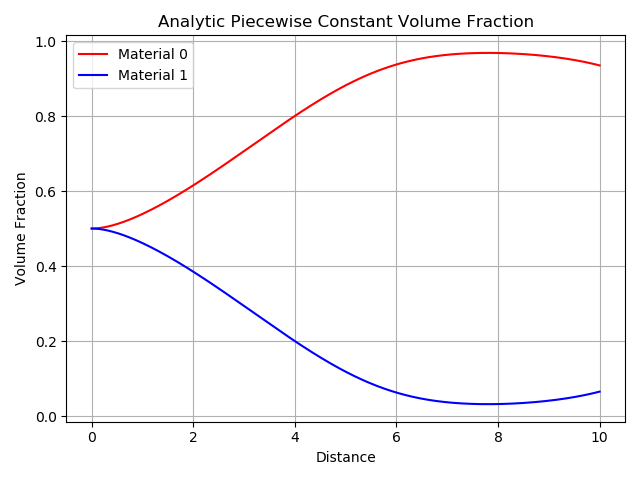 Analytic Piecewise Constant Volume Fraction
Material 0
Material 1
Volume Fraction
1.0
0.8
0.6
0.4
0.2
0.0
0 2 4 6 8 10
Distance